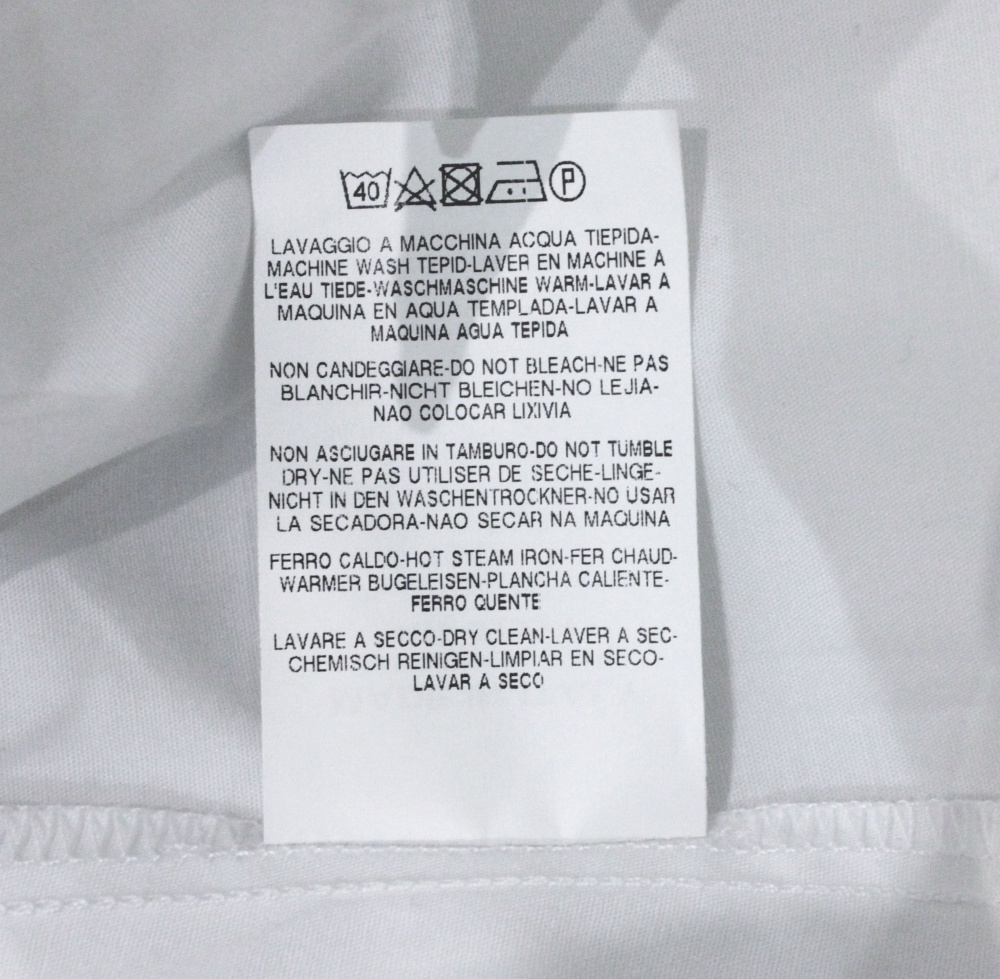 40 P
LAVAGGIO A MACCHINA ACQUA TIEPIDA-
MACHINE WASH TEPID-LAVER EN MACHINE A
L'EAU TIEDE-WASCHMASCHINE WARM-LAVAR A
MAQUINA EN AQUA TEMPLADA-LAVAR A
MAQUINA AGUA TEPIDA
NON CANDEGGIARE-DO NOT BLEACH-NE PAS
BLANCHIR-NICHT BLEICHEN-NO LEJIA-
NAO COLOCAR LIXIVIA
NON ASCIUGARE IN TAMBURO-DO NOT TUMBLE
DRY-NE PAS UTILISER DE SECHE-LINGE-
NICHT IN DEN WASCHENTROCKNER-NO USAR
LA SECADORA-NAO SECAR NA MAQUINA
FERRO CALDO-HOT STEAM IRON-FER CHAUD-
WARMER BUGELEISEN-PLANCHA CALIENTE-
FERRO QUENTE
LAVARE A SECCO-DRY CLEAN-LAVER A SEC-
CHEMISCH REINIGEN-LIMPIAR EN SECO-
LAVAR A SECO